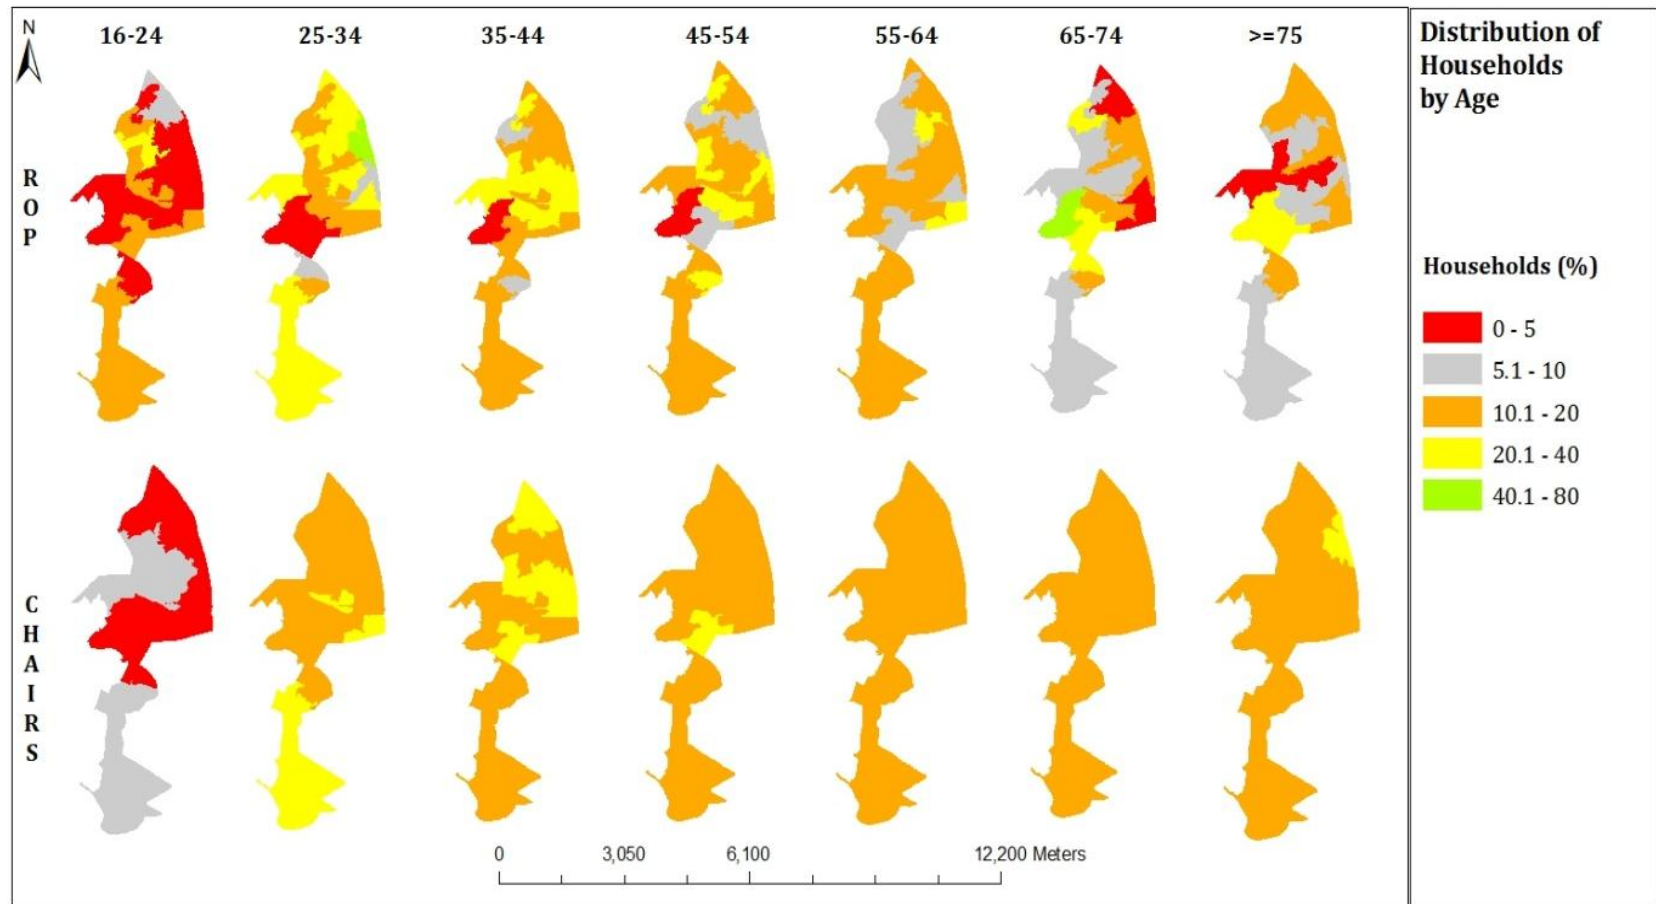 N
16-24 25-34 35-44 45-54 55-64 65-74 >=75
R
O
P
C
H
A
I
R
S
0 3,050 6,100 12,200 Meters
Distribution of
Households
by Age
Households (%)
0 - 5
5.1 - 10
10.1 - 20
20.1 - 40
40.1 - 80